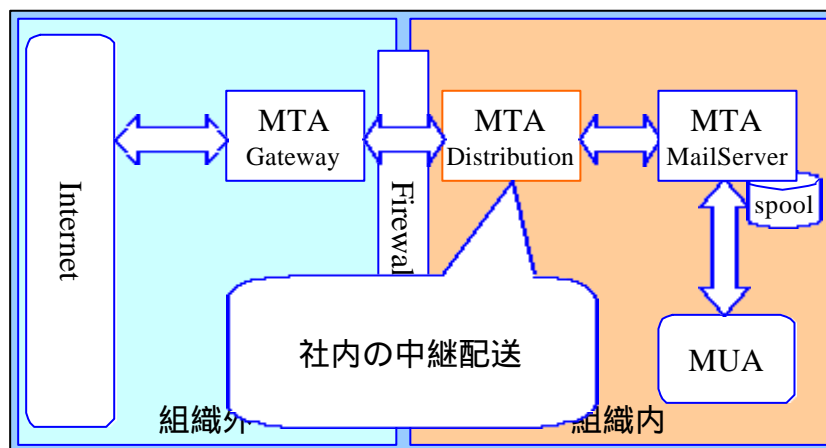 Internet
MTA
Gateway
Firewal
MTA
Distribution
MTA
MailServer
spool
社内の中継配送
MUA
組織外
組織内